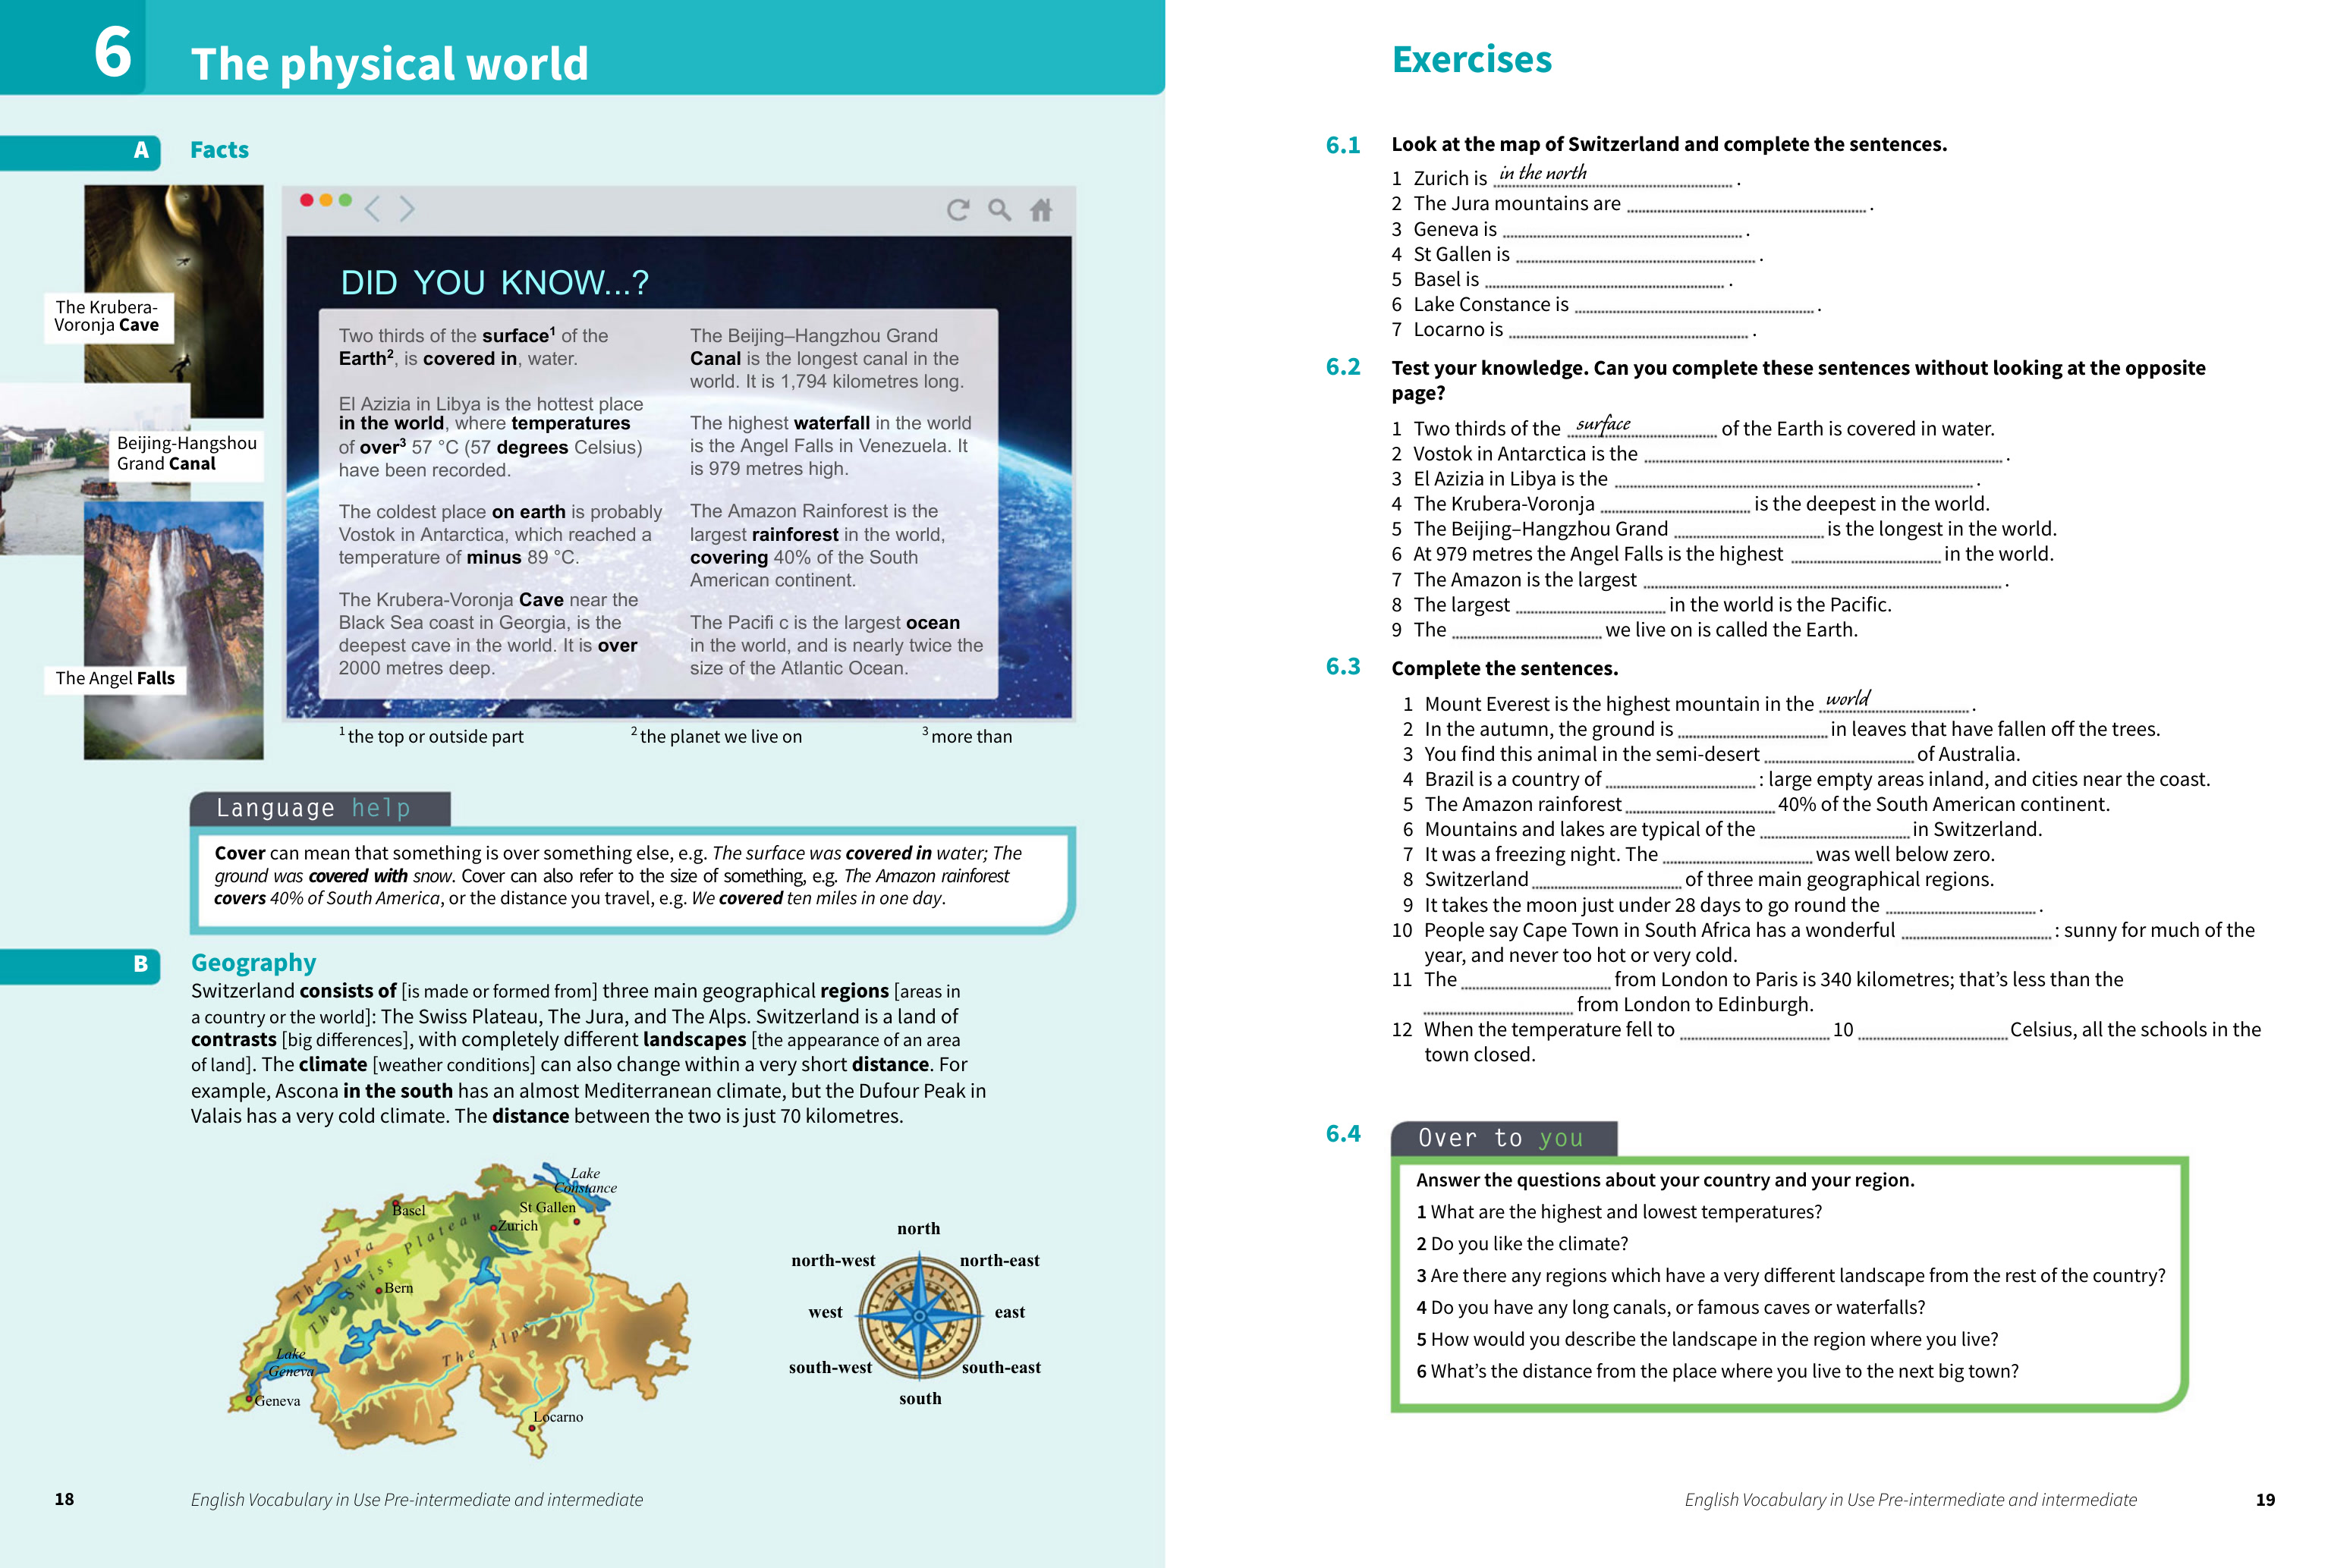 6
The physical world
A
Facts
The Krubera-
Voronja Cave
Beijing-Hangshou
Grand Canal
The Angel Falls
DID YOU KNOW...?
Two thirds of the surface¹ of the
Earth², is covered in, water.
El Azizia in Libya is the hottest place
in the world, where temperatures
of over³ 57 °C (57 degrees Celsius)
have been recorded.
The coldest place on earth is probably
Vostok in Antarctica, which reached a
temperature of minus 89 °C.
The Krubera-Voronja Cave near the
Black Sea coast in Georgia, is the
deepest cave in the world. It is over
2000 metres deep.
The Beijing–Hangzhou Grand
Canal is the longest canal in the
world. It is 1,794 kilometres long.
The highest waterfall in the world
is the Angel Falls in Venezuela. It
is 979 metres high.
The Amazon Rainforest is the
largest rainforest in the world,
covering 40% of the South
American continent.
The Pacifi c is the largest ocean
in the world, and is nearly twice the
size of the Atlantic Ocean.
¹ the top or outside part ² the planet we live on ³ more than
Language help
Cover can mean that something is over something else, e.g. The surface was covered in water; The
ground was covered with snow. Cover can also refer to the size of something, e.g. The Amazon rainforest
covers 40% of South America, or the distance you travel, e.g. We covered ten miles in one day.
B
Geography
Switzerland consists of [is made or formed from] three main geographical regions [areas in
a country or the world]: The Swiss Plateau, The Jura, and The Alps. Switzerland is a land of
contrasts [big differences], with completely different landscapes [the appearance of an area
of land]. The climate [weather conditions] can also change within a very short distance. For
example, Ascona in the south has an almost Mediterranean climate, but the Dufour Peak in
Valais has a very cold climate. The distance between the two is just 70 kilometres.
Lake
Constance
Basel
St Gallen
Zurich
The Jura
The Swiss Plateau
Bern
The Alps
Lake
Geneva
Geneva
Locarno
north
north-west
north-east
west
east
south-west
south-east
south
18
English Vocabulary in Use Pre-intermediate and intermediate
Exercises
6.1 Look at the map of Switzerland and complete the sentences.
1 Zurich is in the north .
2 The Jura mountains are .
3 Geneva is .
4 St Gallen is .
5 Basel is .
6 Lake Constance is .
7 Locarno is .
6.2 Test your knowledge. Can you complete these sentences without looking at the opposite
page?
1 Two thirds of the surface of the Earth is covered in water.
2 Vostok in Antarctica is the .
3 El Azizia in Libya is the .
4 The Krubera-Voronja is the deepest in the world.
5 The Beijing–Hangzhou Grand is the longest in the world.
6 At 979 metres the Angel Falls is the highest in the world.
7 The Amazon is the largest .
8 The largest in the world is the Pacific.
9 The we live on is called the Earth.
6.3 Complete the sentences.
1 Mount Everest is the highest mountain in the world .
2 In the autumn, the ground is in leaves that have fallen off the trees.
3 You find this animal in the semi-desert of Australia.
4 Brazil is a country of : large empty areas inland, and cities near the coast.
5 The Amazon rainforest 40% of the South American continent.
6 Mountains and lakes are typical of the in Switzerland.
7 It was a freezing night. The was well below zero.
8 Switzerland of three main geographical regions.
9 It takes the moon just under 28 days to go round the .
10 People say Cape Town in South Africa has a wonderful : sunny for much of the
year, and never too hot or very cold.
11 The from London to Paris is 340 kilometres; that's less than the
from London to Edinburgh.
12 When the temperature fell to 10 Celsius, all the schools in the
town closed.
6.4 Over to you
Answer the questions about your country and your region.
1 What are the highest and lowest temperatures?
2 Do you like the climate?
3 Are there any regions which have a very different landscape from the rest of the country?
4 Do you have any long canals, or famous caves or waterfalls?
5 How would you describe the landscape in the region where you live?
6 What's the distance from the place where you live to the next big town?
English Vocabulary in Use Pre-intermediate and intermediate
19